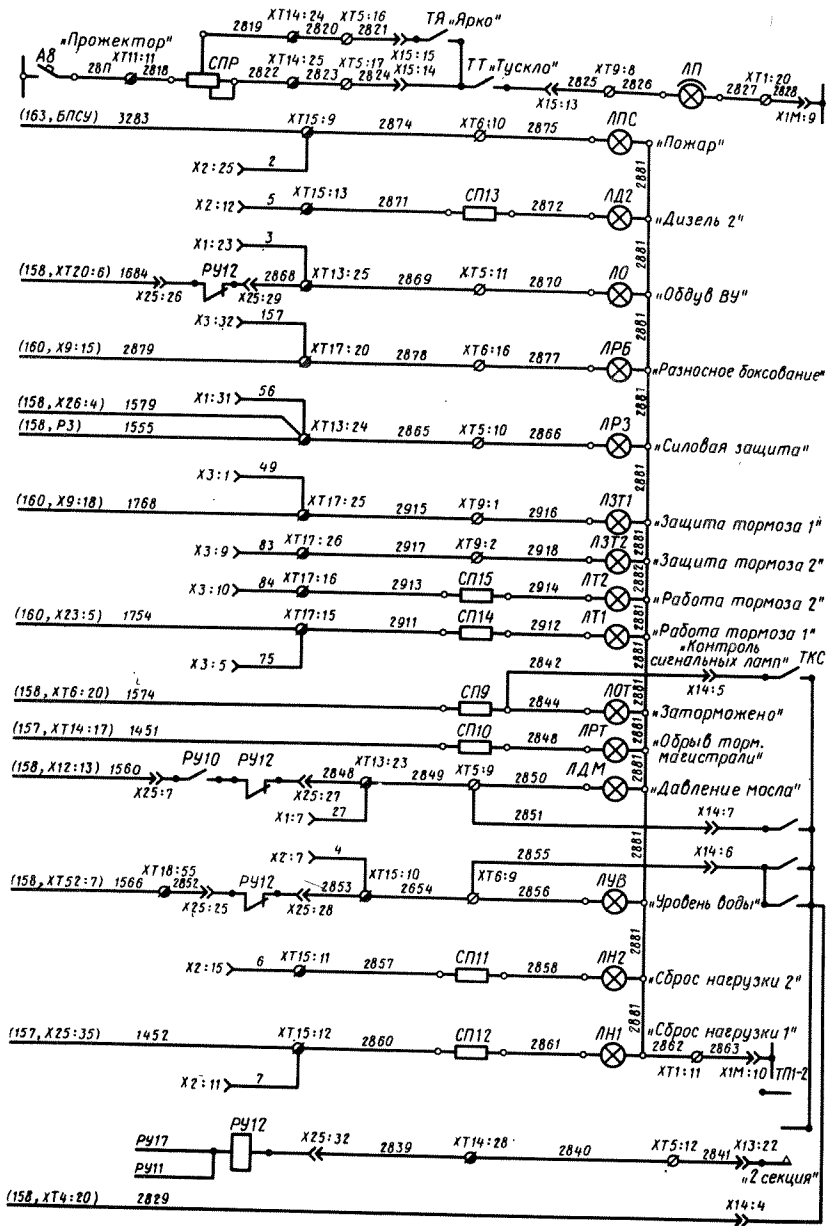 ХТ14:24 ХТ5:16 ТЯ „Ярко"
2819 2820 2821
„Прожектор" Х15:15
А8 ХТ11:11 СПР ХТ14:25 ХТ5:17 Х15:14 ТТ „Тускло" ХТ9:8 ЛП ХТ1:20
28П 2818 2822 2823 2824 2825 2826 2827 2828
Х15:13 Х1М:9
(163, БПСУ) 3283 ХТ15:9 2874 ХТ6:10 2875 ЛПС „Пожар"
Х2:25 2 2881
Х2:12 5 ХТ15:13 2871 СП13 2872 ЛД2 „Дизель 2"
Х1:23 3 2881
(158, ХТ20:6) 1684 РУ12 2868 ХТ13:25 2869 ХТ5:11 2870 ЛО „Обдув ВУ"
Х25:26 Х25:29
Х3:32 157 2881
(160, Х9:15) 2879 ХТ17:20 2878 ХТ6:16 2877 ЛРБ „Разносное боксование"
(158, Х26:4) 1579 Х1:31 56 2881
(158, РЗ) 1555 ХТ13:24 2865 ХТ5:10 2866 ЛРЗ „Силовая защита"
Х3:1 49 2881
(160, Х9:18) 1768 ХТ17:25 2915 ХТ9:1 2916 ЛЗТ1 „Защита тормоза 1"
Х3:9 83 ХТ17:26 2917 ХТ9:2 2918 ЛЗТ2 2881 „Защита тормоза 2"
Х3:10 84 ХТ17:16 2913 СП15 2914 ЛТ2 2882 „Работа тормоза 2"
(160, Х23:5) 1754 ХТ17:15 2911 СП14 2912 ЛТ1 2881 „Работа тормоза 1"
Х3:5 75 2842 „Контроль сигнальных ламп" ТКС
Х14:5
(158, ХТ6:20) 1574 СП9 2844 ЛОТ 2881 „Заторможено"
(157, ХТ14:17) 1451 СП10 2848 ЛРТ 2881 „Обрыв торм.
магистрали"
(158, Х12:13) 1560 РУ10 РУ12 2848 ХТ13:23 2849 ХТ5:9 2850 ЛДМ 2881 „Давление масла"
Х25:7 Х25:27
Х1:7 27 2851 Х14:7
Х2:7 4 2855 2881 Х14:6
(158, ХТ52:7) 1566 ХТ18:55 2852 РУ12 2853 ХТ15:10 2654 ХТ6:9 2856 ЛУВ „Уровень воды"
Х25:25 Х25:28
2881
Х2:15 6 ХТ15:11 2857 СП11 2858 ЛН2 „Сброс нагрузки 2"
2881
(157, Х25:35) 1452 ХТ15:12 2860 СП12 2861 ЛН1 „Сброс нагрузки 1"
2862 2863
ХТ1:11 Х1М:10 ТП1-2
Х2:11 7
РУ17 РУ12 Х25:32 2839 ХТ14:28 2840 ХТ5:12 2841 Х13:22
РУ11 „2 секция"
(158, ХТ4:20) 2829 Х14:4